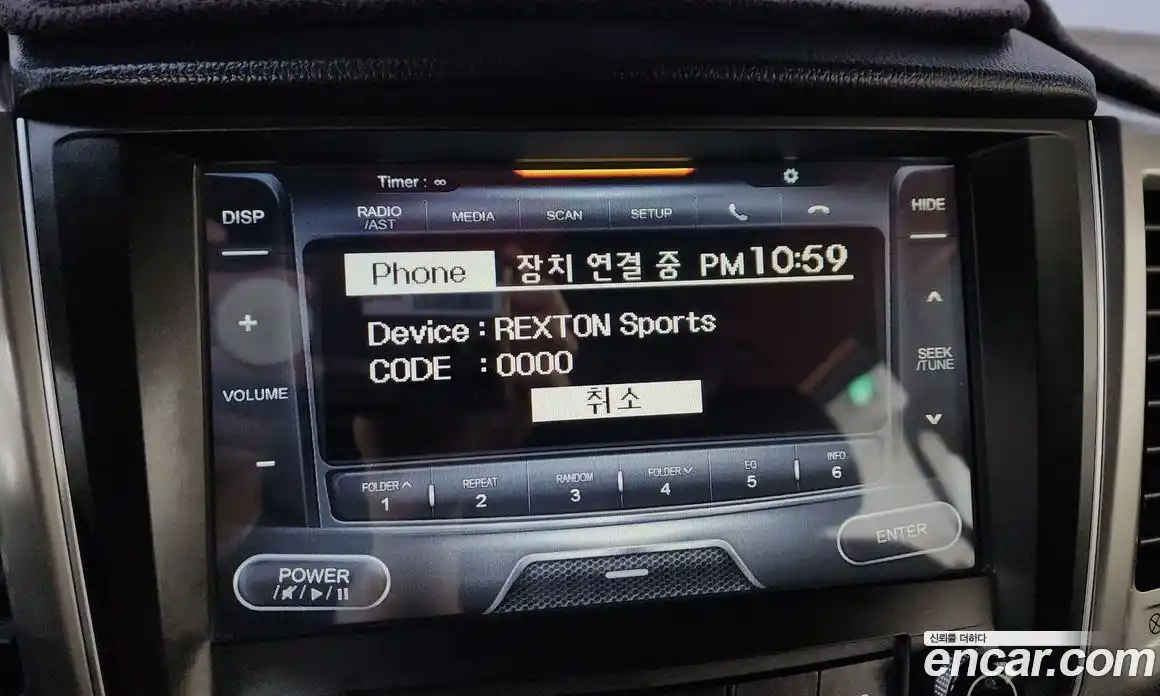 Timer : ∞
DISP
RADIO
/AST
MEDIA
SCAN
SETUP
HIDE
Phone
장치 연결 중 PM10:59
Device : REXTON Sports
CODE : 0000
취소
+
VOLUME
-
SEEK
/TUNE
FOLDER ∧
1
REPEAT
2
RANDOM
3
FOLDER ∨
4
EQ
5
INFO
6
POWER
ENTER
신뢰를 더하다
encar.com